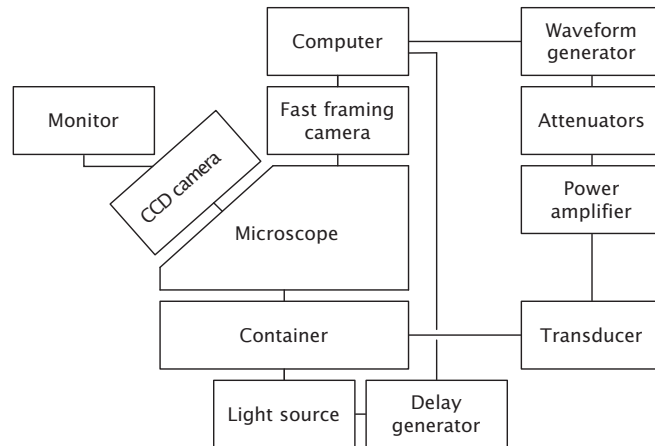 Computer
Waveform
generator
Monitor
Fast framing
camera
Attenuators
CCD camera
Power
amplifier
Microscope
Container
Transducer
Light source
Delay
generator